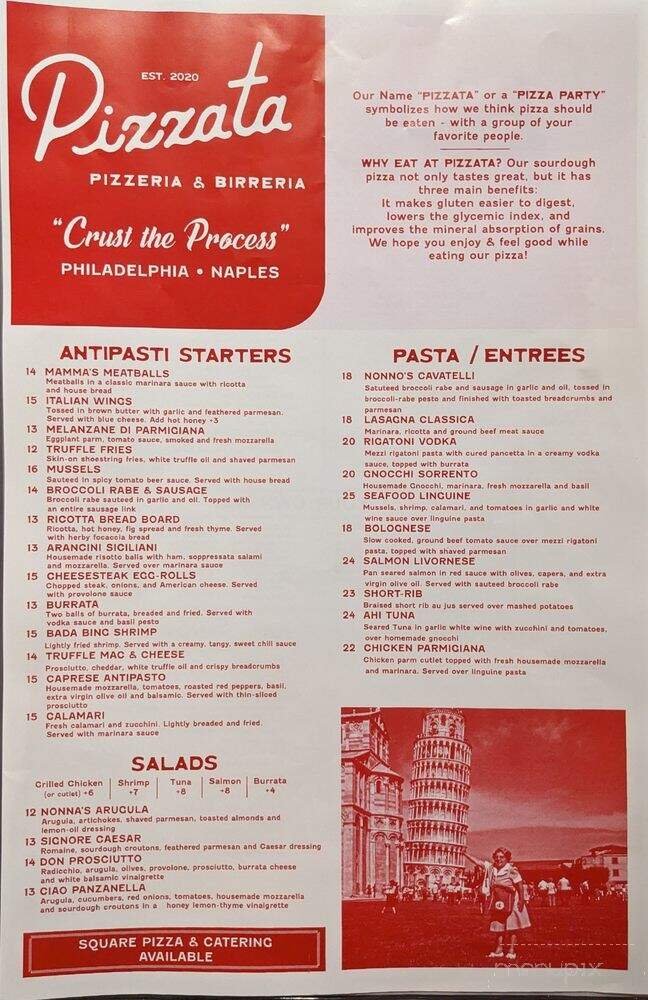 EST. 2020
Pizzata
PIZZERIA & BIRRERIA
"Crust the Process"
PHILADELPHIA • NAPLES
Our Name "PIZZATA" or a "PIZZA PARTY"
symbolizes how we think pizza should
be eaten - with a group of your
favorite people.
WHY EAT AT PIZZATA? Our sourdough
pizza not only tastes great, but it has
three main benefits:
It makes gluten easier to digest,
lowers the glycemic index, and
improves the mineral absorption of grains.
We hope you enjoy & feel good while
eating our pizza!
ANTIPASTI STARTERS
14 MAMMA'S MEATBALLS
Meatballs in a classic marinara sauce with ricotta
and house bread
15 ITALIAN WINGS
Tossed in brown butter with garlic and feathered parmesan.
Served with blue cheese. Add hot honey +3
13 MELANZANE DI PARMIGIANA
Eggplant parm, tomato sauce, smoked and fresh mozzarella
12 TRUFFLE FRIES
Skin-on shoestring fries, white truffle oil and shaved parmesan
16 MUSSELS
Sauteed in spicy tomato beer sauce. Served with house bread
14 BROCCOLI RABE & SAUSAGE
Broccoli rabe sauteed in garlic and oil. Topped with
an entire sausage link
13 RICOTTA BREAD BOARD
Ricotta, hot honey, fig spread and fresh thyme. Served
with herby focaccia bread
13 ARANCINI SICILIANI
Housemade risotto balls with ham, soppressata salami
and mozzarella. Served over marinara sauce
15 CHEESESTEAK EGG-ROLLS
Chopped steak, onions, and American cheese. Served
with provolone sauce
13 BURRATA
Two balls of burrata, breaded and fried. Served with
vodka sauce and basil pesto
15 BADA BING SHRIMP
Lightly fried shrimp. Served with a creamy, tangy, sweet chili sauce
14 TRUFFLE MAC & CHEESE
Prosciutto, cheddar, white truffle oil and crispy breadcrumbs
15 CAPRESE ANTIPASTO
Housemade mozzarella, tomatoes, roasted red peppers, basil,
extra virgin olive oil and balsamic. Served with thin-sliced
prosciutto
15 CALAMARI
Fresh calamari and zucchini. Lightly breaded and fried.
Served with marinara sauce
SALADS
Grilled Chicken (or cutlet) +6 | Shrimp +7 | Tuna +8 | Salmon +8 | Burrata +4
12 NONNA'S ARUGULA
Arugula, artichokes, shaved parmesan, toasted almonds and
lemon-oil dressing
13 SIGNORE CAESAR
Romaine, sourdough croutons, feathered parmesan and Caesar dressing
14 DON PROSCIUTTO
Radicchio, arugula, olives, provolone, prosciutto, burrata cheese
and white balsamic vinaigrette
13 CIAO PANZANELLA
Arugula, cucumbers, red onions, tomatoes, housemade mozzarella
and sourdough croutons in a honey lemon-thyme vinaigrette
SQUARE PIZZA & CATERING
AVAILABLE
PASTA / ENTREES
18 NONNO'S CAVATELLI
Satuteed broccoli rabe and sausage in garlic and oil, tossed in
broccoli-rabe pesto and finished with toasted breadcrumbs and
parmesan
18 LASAGNA CLASSICA
Marinara, ricotta and ground beef meat sauce
20 RIGATONI VODKA
Mezzi rigatoni pasta with cured pancetta in a creamy vodka
sauce, topped with burrata
20 GNOCCHI SORRENTO
Housemade Gnocchi, marinara, fresh mozzarella and basil
25 SEAFOOD LINGUINE
Mussels, shrimp, calamari, and tomatoes in garlic and white
wine sauce over linguine pasta
18 BOLOGNESE
Slow cooked, ground beef tomato sauce over mezzi rigatoni
pasta, topped with shaved parmesan
24 SALMON LIVORNESE
Pan seared salmon in red sauce with olives, capers, and extra
virgin olive oil. Served with sauteed broccoli rabe
23 SHORT-RIB
Braised short rib au jus served over mashed potatoes
24 AHI TUNA
Seared Tuna in garlic white wine with zucchini and tomatoes,
over homemade gnocchi
22 CHICKEN PARMIGIANA
Chicken parm cutlet topped with fresh housemade mozzarella
and marinara. Served over linguine pasta
menupix